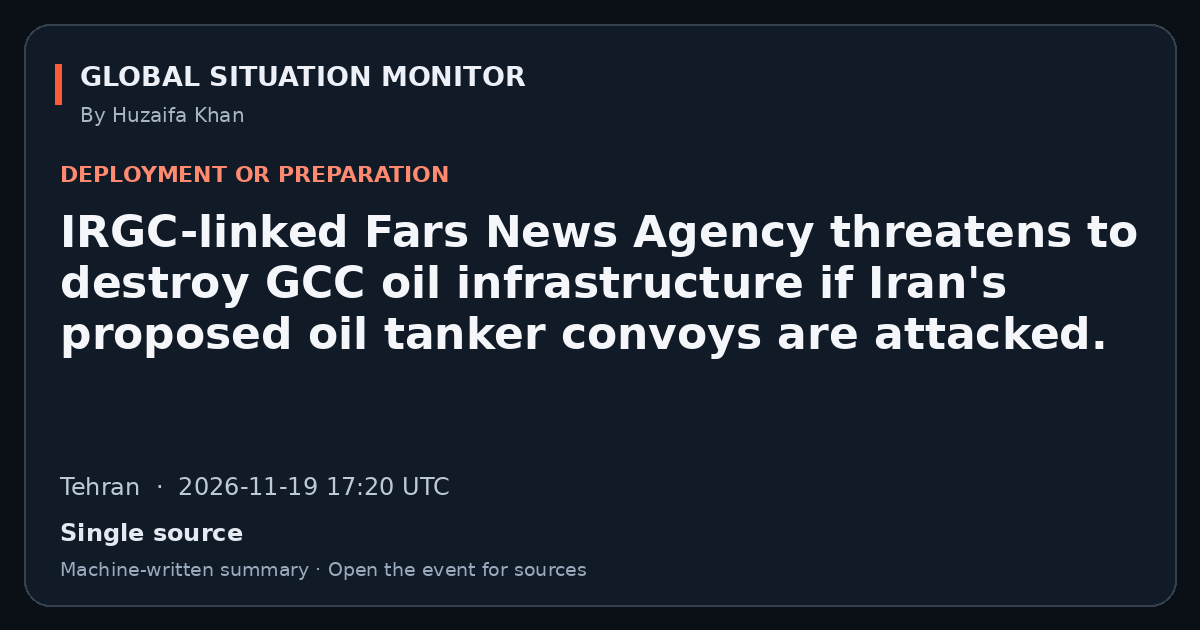 GLOBAL SITUATION MONITOR
By Huzaifa Khan
DEPLOYMENT OR PREPARATION
IRGC-linked Fars News Agency threatens to
destroy GCC oil infrastructure if Iran's
proposed oil tanker convoys are attacked.
Tehran · 2026-11-19 17:20 UTC
Single source
Machine-written summary · Open the event for sources